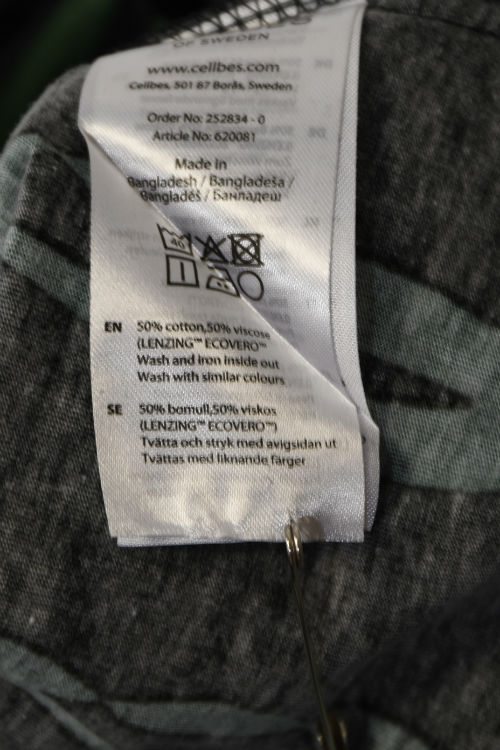 OF SWEDEN
www.cellbes.com
Cellbes, 501 87 Borås, Sweden
Order No: 252834 - 0
Article No: 620081
Made in
Bangladesh / Bangladeša /
Bangladéš / Банладеш
40
EN 50% cotton,50% viscose
(LENZING™ ECOVERO™
Wash and iron inside out
Wash with similar colours
SE 50% bomull,50% viskos
(LENZING™ ECOVERO™)
Tvätta och stryk med avigsidan ut
Tvättas med liknande färger